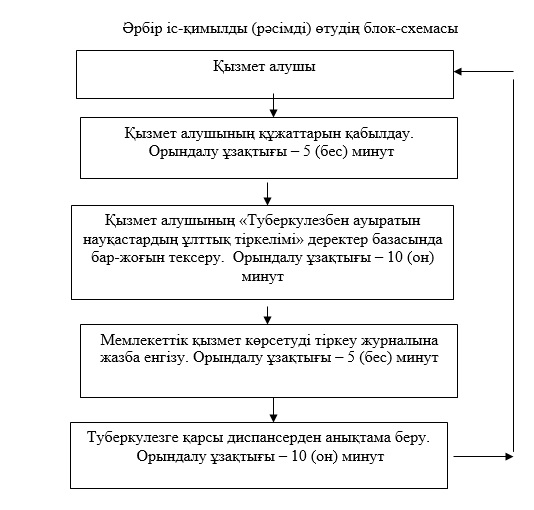 Әрбір іс-қимылды (рәсімді) өтудің блок-схемасы
Қызмет алушы
Қызмет алушының құжаттарын қабылдау.
Орындалу ұзақтығы – 5 (бес) минут
Қызмет алушының «Туберкулезбен ауыратын
науқастардың ұлттық тіркелімі» деректер базасында
бар-жоғын тексеру. Орындалу ұзақтығы – 10 (он)
минут
Мемлекеттік қызмет көрсетуді тіркеу журналына
жазба енгізу. Орындалу ұзақтығы – 5 (бес) минут
Туберкулезге қарсы диспансерден анықтама беру.
Орындалу ұзақтығы – 10 (он) минут